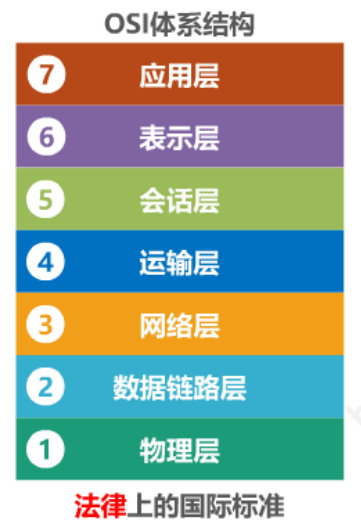 OSI体系结构
7 应用层
6 表示层
5 会话层
4 运输层
3 网络层
2 数据链路层
1 物理层
法律上的国际标准